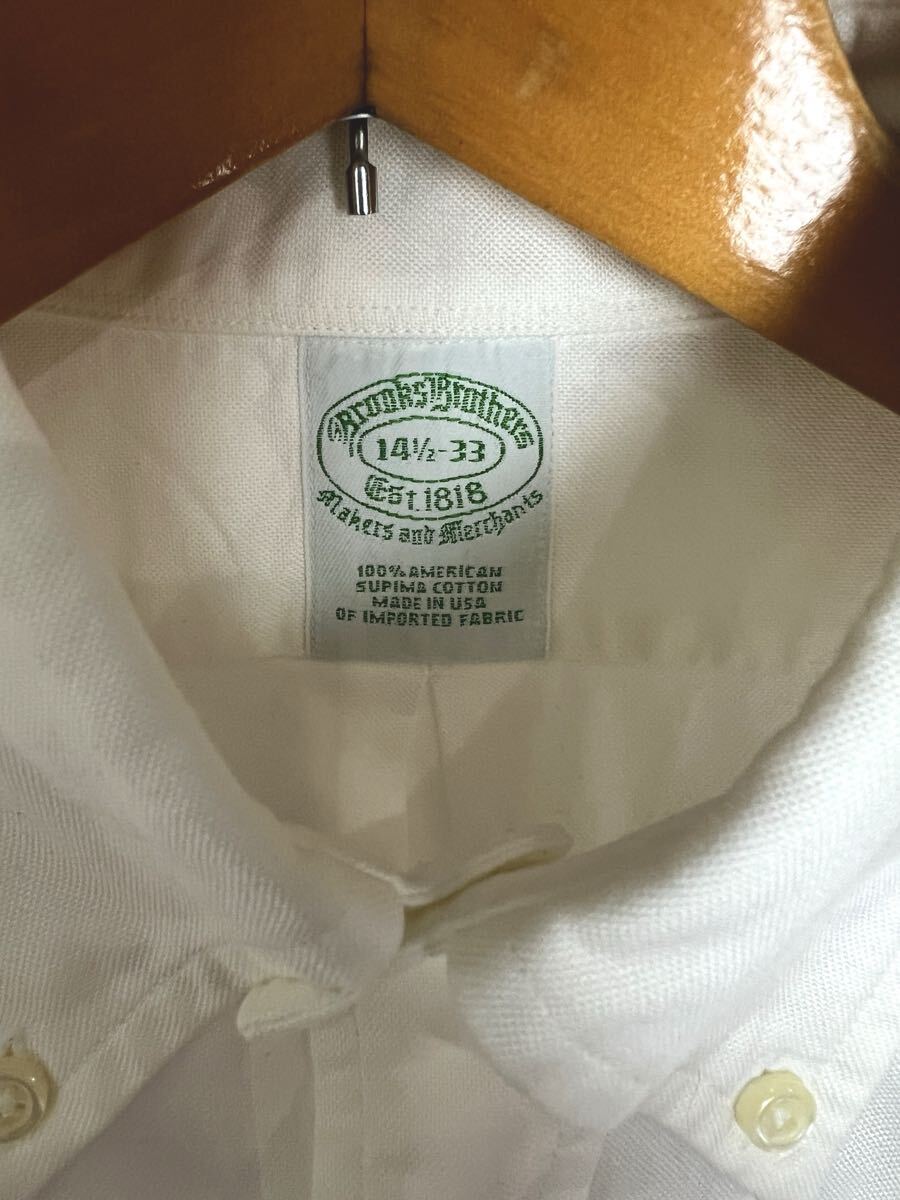 Brooks Brothers
14½-33
Est. 1818
Makers and Merchants
100% AMERICAN
SUPIMA COTTON
MADE IN USA
OF IMPORTED FABRIC